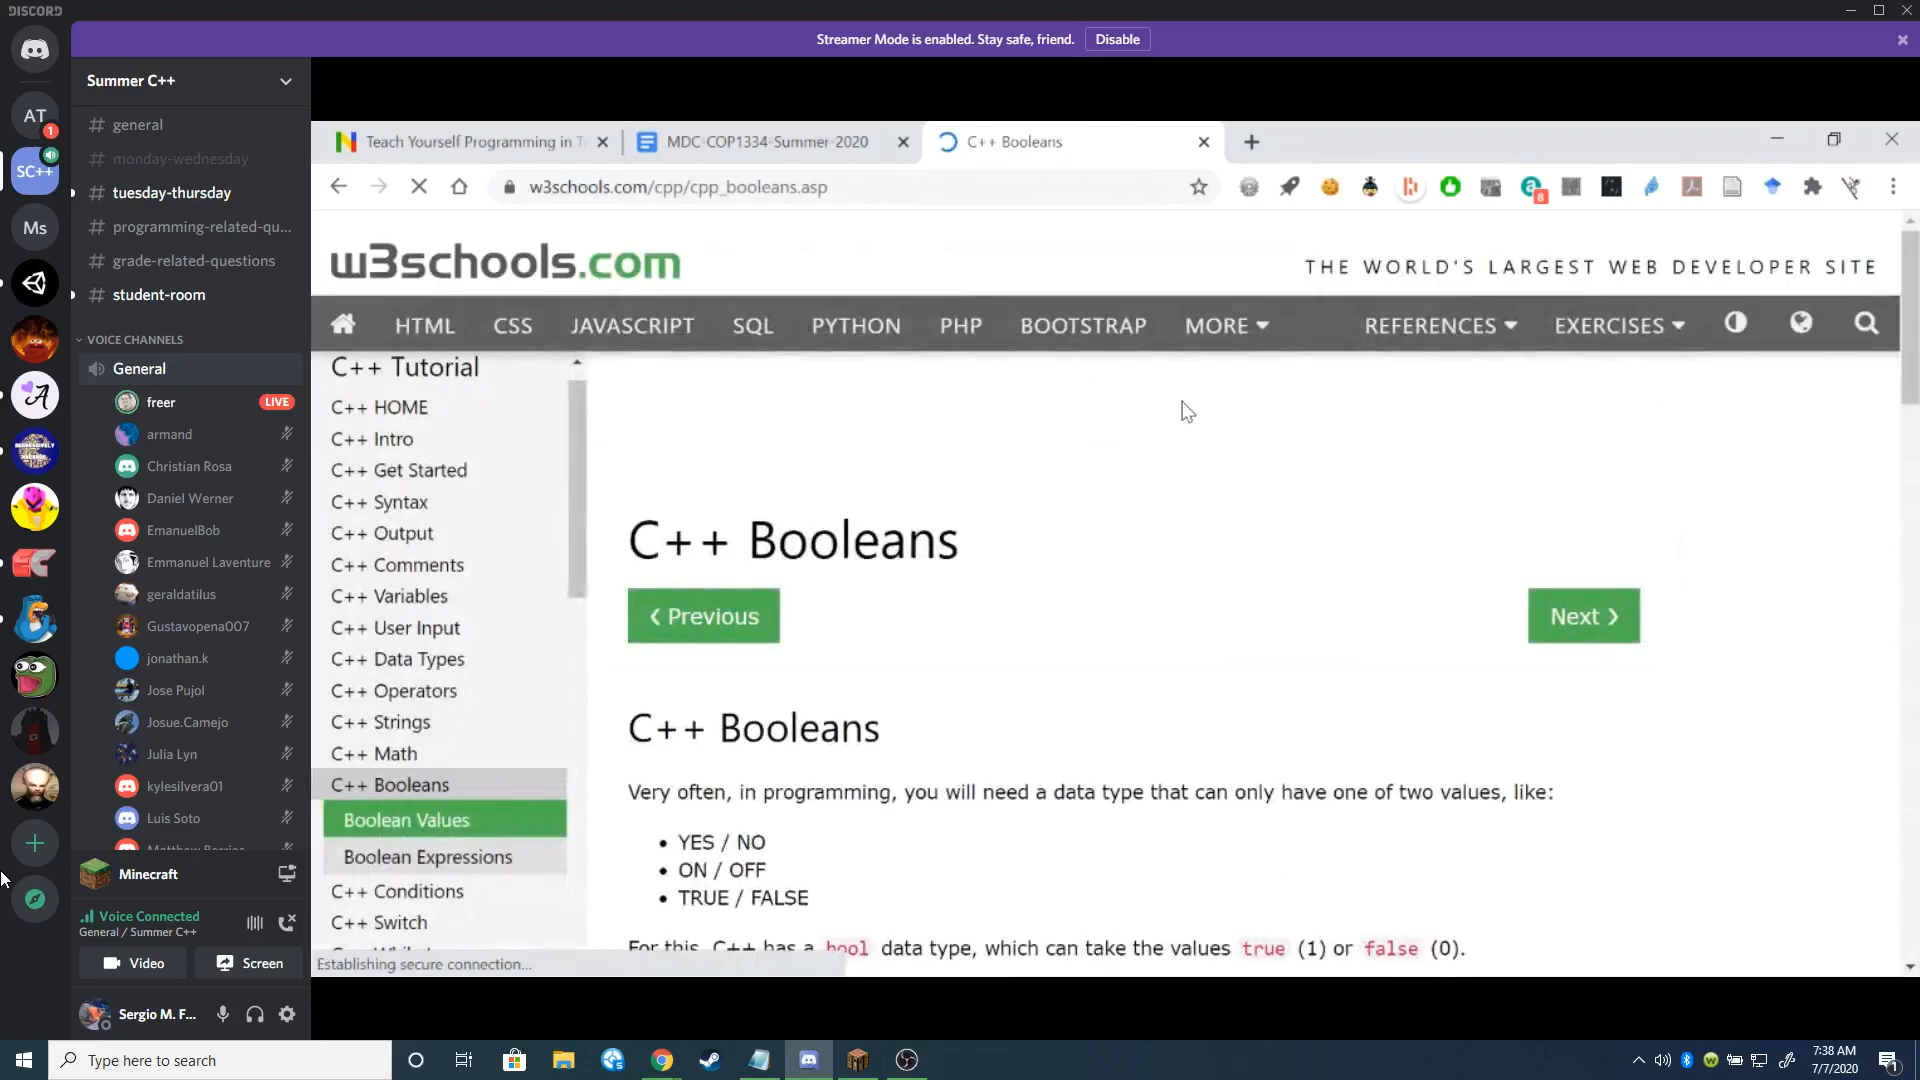 DISCORD
Streamer Mode is enabled. Stay safe, friend. Disable
Summer C++
general
monday-wednesday
tuesday-thursday
programming-related-qu...
grade-related-questions
student-room
VOICE CHANNELS
General
freer LIVE
armand
Christian Rosa
Daniel Werner
EmanuelBob
Emmanuel Laventure
geraldatilus
Gustavopena007
jonathan.k
Jose Pujol
Josue.Camejo
Julia Lyn
kylesilvera01
Luis Soto
Minecraft
Voice Connected
General / Summer C++
Video Screen
Sergio M. F...
AT
1
SC++
Ms
Teach Yourself Programming in T
MDC-COP1334-Summer-2020
C++ Booleans
w3schools.com/cpp/cpp_booleans.asp
8
w3schools.com
THE WORLD'S LARGEST WEB DEVELOPER SITE
HTML CSS JAVASCRIPT SQL PYTHON PHP BOOTSTRAP MORE REFERENCES EXERCISES
C++ Tutorial
C++ HOME
C++ Intro
C++ Get Started
C++ Syntax
C++ Output
C++ Comments
C++ Variables
C++ User Input
C++ Data Types
C++ Operators
C++ Strings
C++ Math
C++ Booleans
Boolean Values
Boolean Expressions
C++ Conditions
C++ Switch
Establishing secure connection...
C++ Booleans
❮ Previous
Next ❯
C++ Booleans
Very often, in programming, you will need a data type that can only have one of two values, like:
• YES / NO
• ON / OFF
• TRUE / FALSE
For this, C++ has a bool data type, which can take the values true (1) or false (0).
Type here to search
7:38 AM
7/7/2020
1